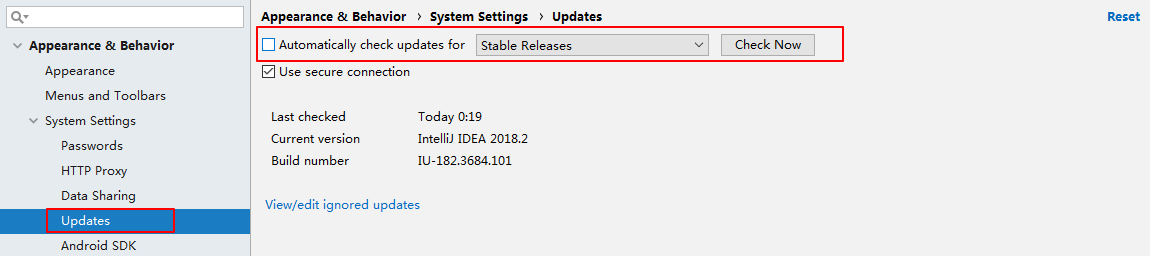 Appearance & Behavior
Appearance
Menus and Toolbars
System Settings
Passwords
HTTP Proxy
Data Sharing
Updates
Android SDK
Appearance & Behavior › System Settings › Updates
Reset
Automatically check updates for Stable Releases Check Now
Use secure connection
Last checked Today 0:19
Current version IntelliJ IDEA 2018.2
Build number IU-182.3684.101
View/edit ignored updates